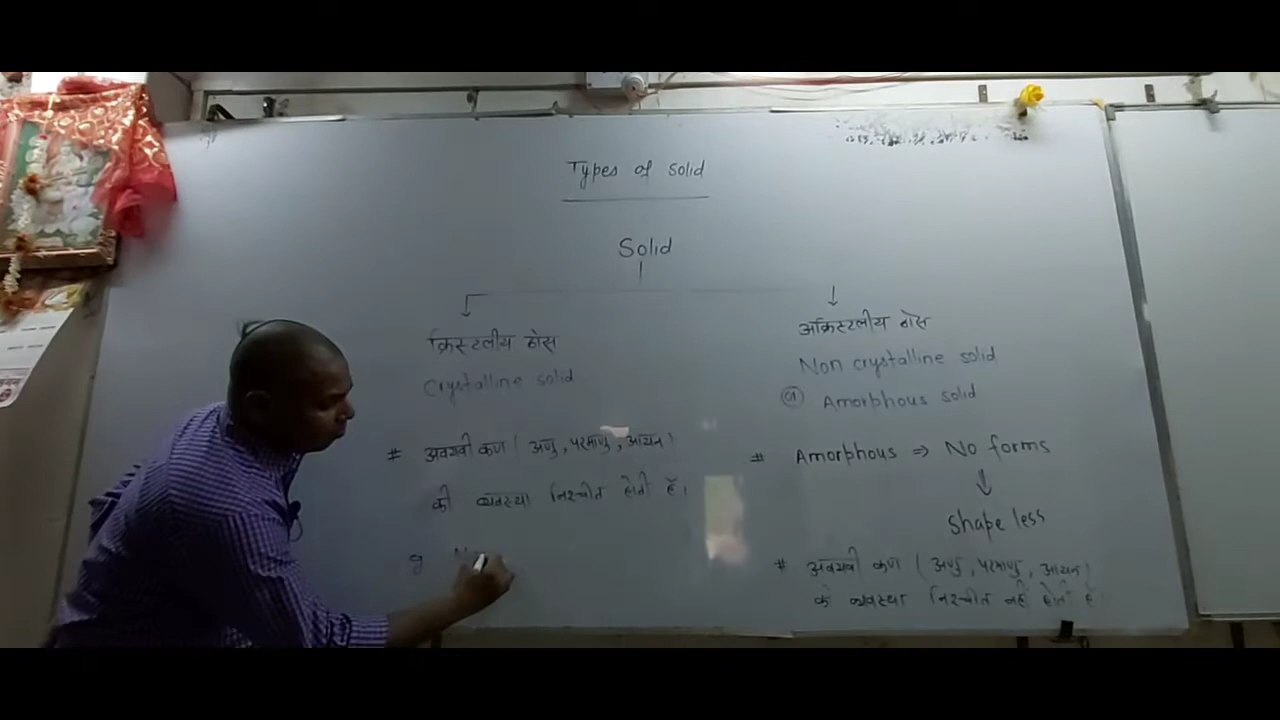 Types of Solid
Solid
क्रिस्टलीय ठोस
Crystalline solid
# अवयवी कण ( अणु, परमाणु, आयन )
की व्यवस्था निश्चीत होती है।
अक्रिस्टलीय ठोस
Non crystalline solid
or Amorphous solid
# Amorphous ⇒ No forms
⇓
Shape less
# अवयवी कण ( अणु, परमाणु, आयन )
की व्यवस्था निश्चीत नही होती है।